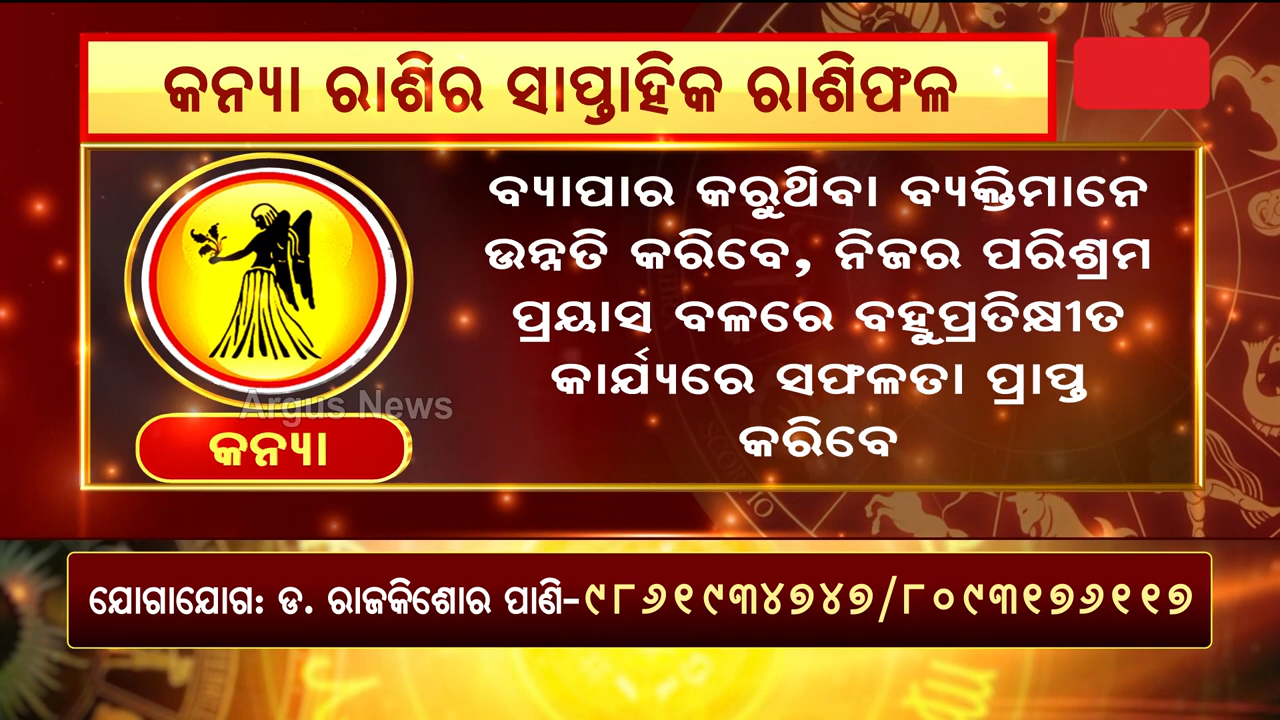 କନ୍ୟା ରାଶିର ସାପ୍ତାହିକ ରାଶିଫଳ
ବ୍ୟାପାର କରୁଥିବା ବ୍ୟକ୍ତିମାନେ
ଉନ୍ନତି କରିବେ, ନିଜର ପରିଶ୍ରମ
ପ୍ରୟାସ ବଳରେ ବହୁପ୍ରତିକ୍ଷୀତ
କାର୍ଯ୍ୟରେ ସଫଳତା ପ୍ରାପ୍ତ
କରିବେ
Argus News
କନ୍ୟା
SCORPIO
ଯୋଗାଯୋଗ: ଡ. ରାଜକିଶୋର ପାଣି-୯୮୬୧୯୩୪୭୪୭/୮୦୯୩୧୭୬୧୧୭